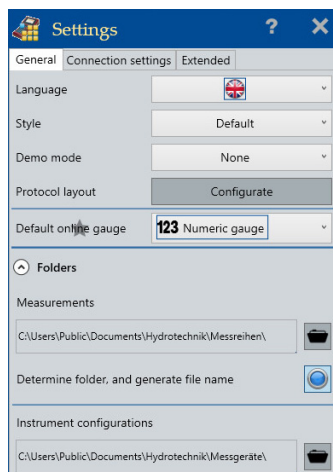 Settings ? X
General Connection settings Extended
Language
Style Default
Demo mode None
Protocol layout Configurate
Default online gauge 123 Numeric gauge
Folders
Measurements
C:\Users\Public\Documents\Hydrotechnik\Messreihen\
Determine folder, and generate file name
Instrument configurations
C:\Users\Public\Documents\Hydrotechnik\Messgeräte\